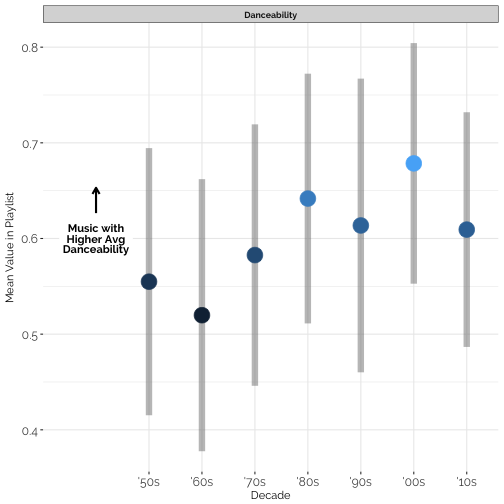 Danceability
0.8
0.7
0.6
0.5
0.4
Mean Value in Playlist
Music with
Higher Avg
Danceability
'50s '60s '70s '80s '90s '00s '10s
Decade